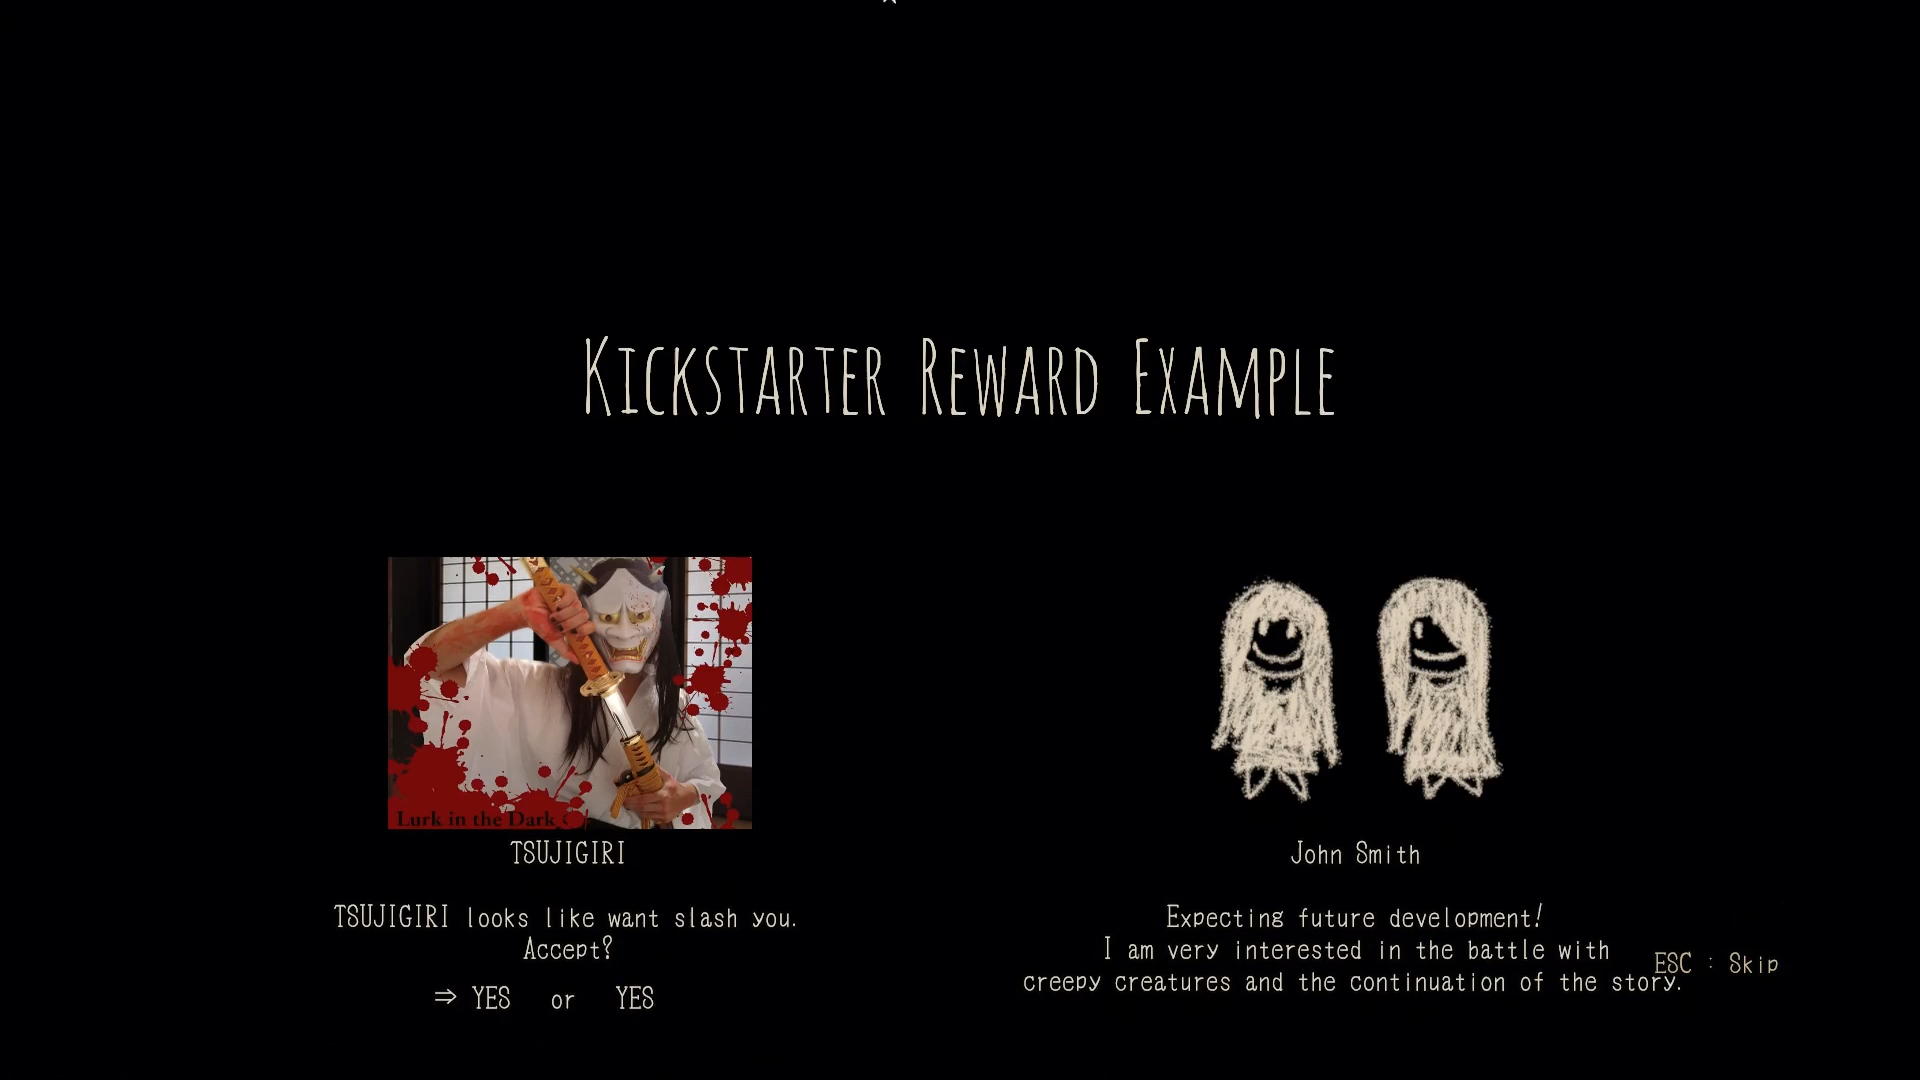 Kickstarter Reward Example
Lurk in the Dark
TSUJIGIRI
TSUJIGIRI looks like want slash you.
Accept?
⇒ YES or YES
John Smith
Expecting future development!
I am very interested in the battle with
creepy creatures and the continuation of the story.
ESC : Skip